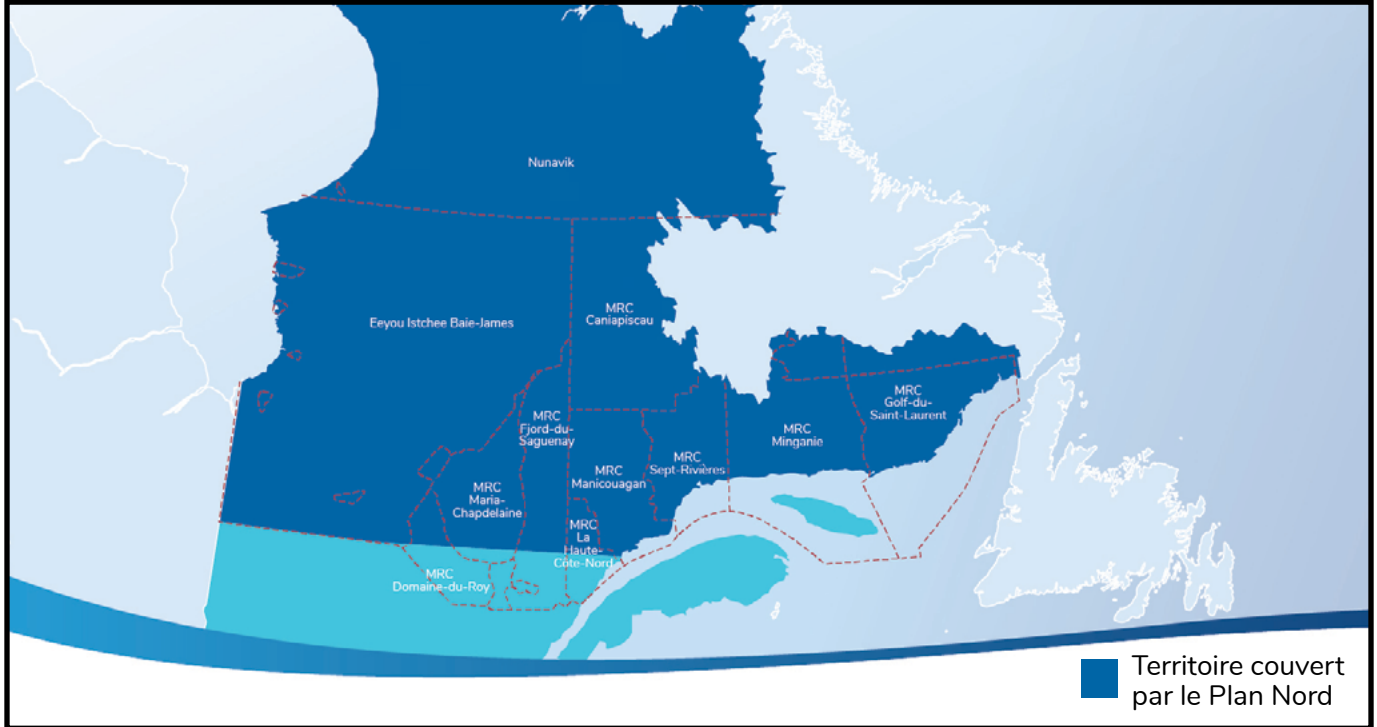 Nunavik
Eeyou Istchee Baie-James
MRC
Caniapiscau
MRC
Golf-du-
Saint-Laurent
MRC
Fjord-du-
Saguenay
MRC
Minganie
MRC
Sept-Rivières
MRC
Manicouagan
MRC
Maria-
Chapdelaine
MRC
La
Haute-
Côte-Nord
MRC
Domaine-du-Roy
Territoire couvert
par le Plan Nord